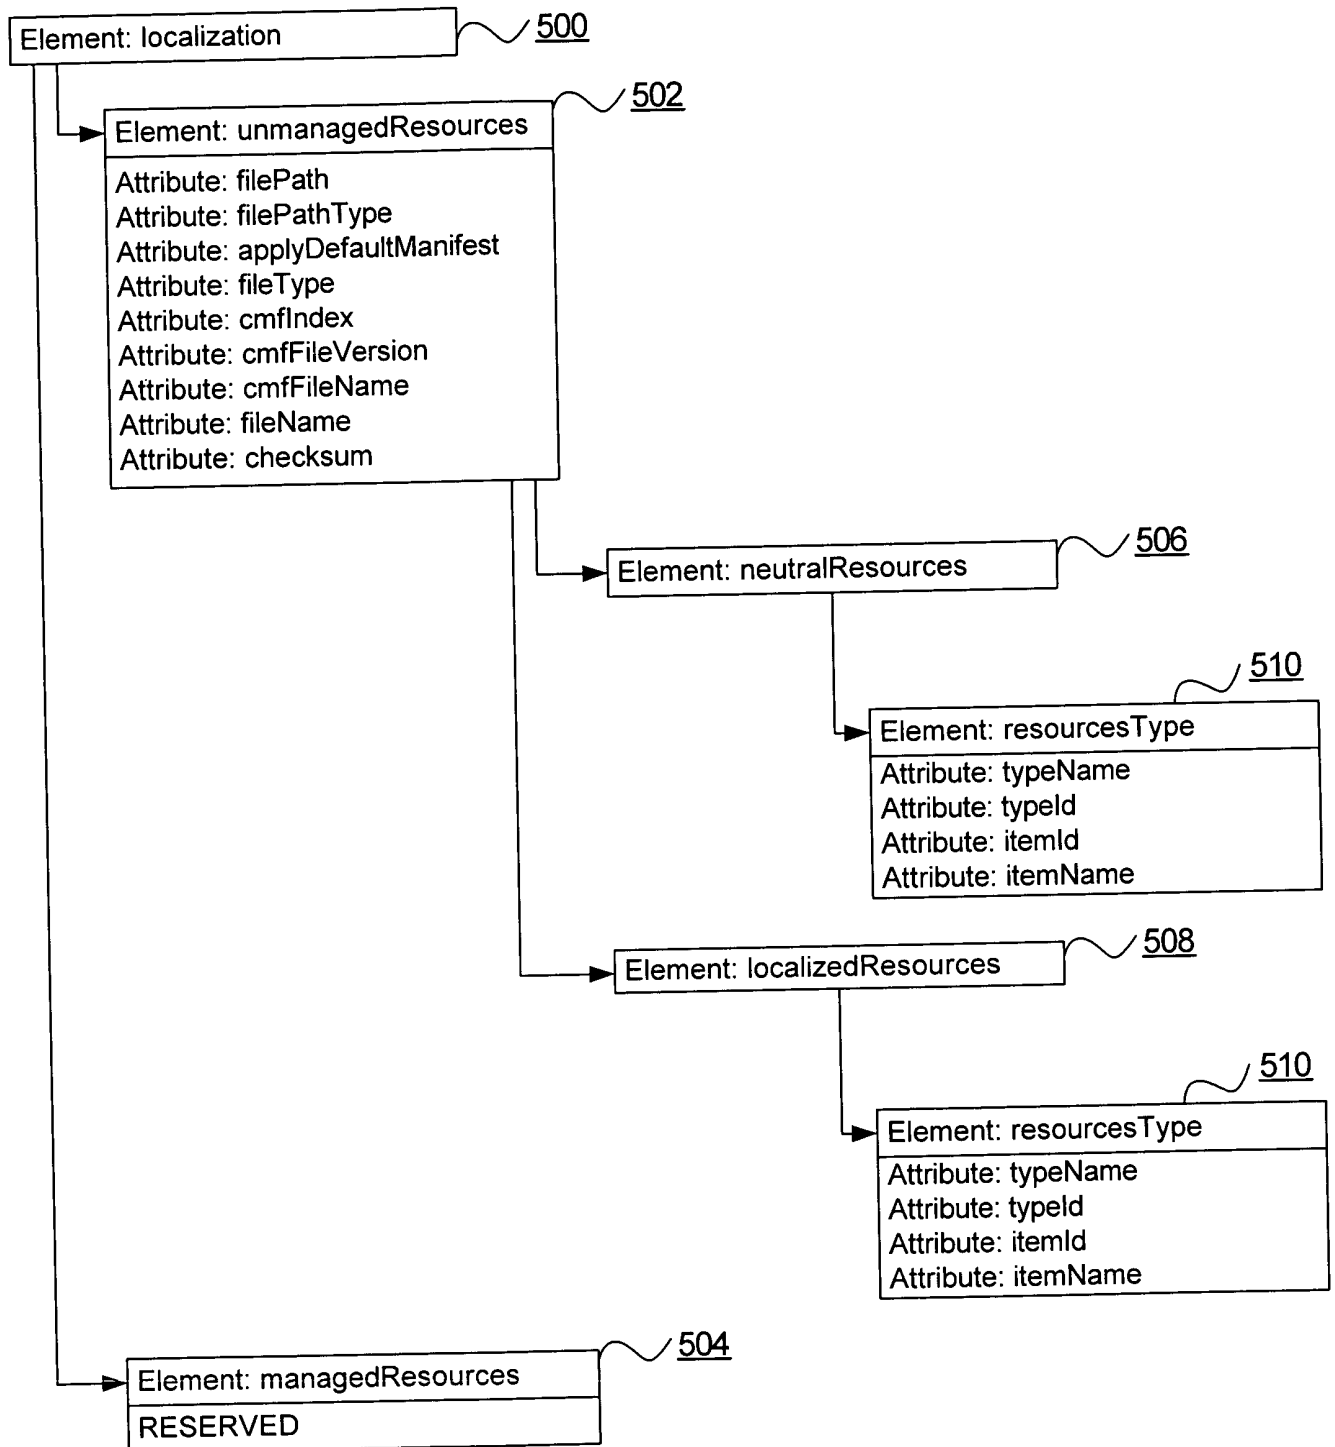 Element: localization
500
502
Element: unmanagedResources
Attribute: filePath
Attribute: filePathType
Attribute: applyDefaultManifest
Attribute: fileType
Attribute: cmfIndex
Attribute: cmfFileVersion
Attribute: cmfFileName
Attribute: fileName
Attribute: checksum
506
Element: neutralResources
510
Element: resourcesType
Attribute: typeName
Attribute: typeId
Attribute: itemId
Attribute: itemName
508
Element: localizedResources
510
Element: resourcesType
Attribute: typeName
Attribute: typeId
Attribute: itemId
Attribute: itemName
504
Element: managedResources
RESERVED